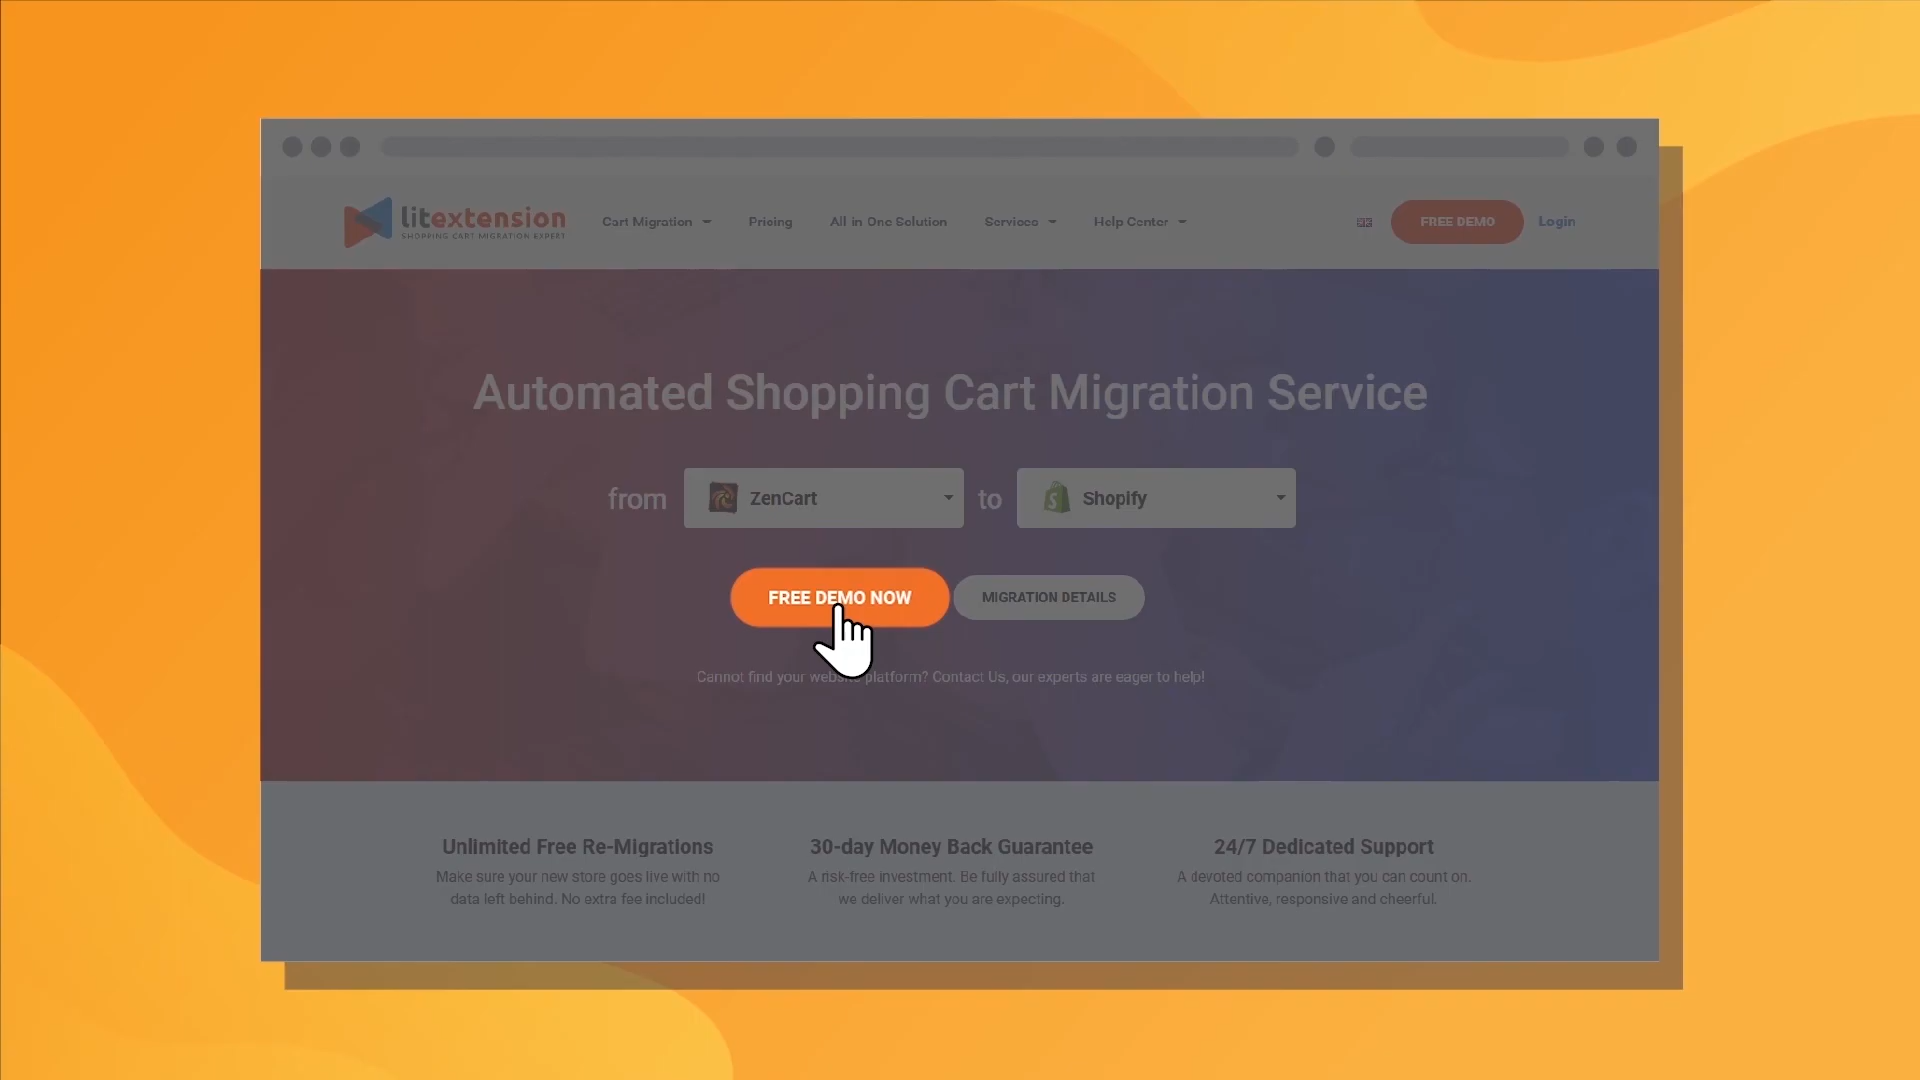 litextension
SHOPPING CART MIGRATION EXPERT
Cart Migration
Pricing
All-in-One Solution
Services
Help Center
FREE DEMO
Login
Automated Shopping Cart Migration Service
from
ZenCart
to
Shopify
FREE DEMO NOW
MIGRATION DETAILS
Cannot find your website platform? Contact Us, our experts are eager to help!
Unlimited Free Re-Migrations
Make sure your new store goes live with no
data left behind. No extra fee included!
30-day Money Back Guarantee
A risk-free investment. Be fully assured that
we deliver what you are expecting.
24/7 Dedicated Support
A devoted companion that you can count on.
Attentive, responsive and cheerful.